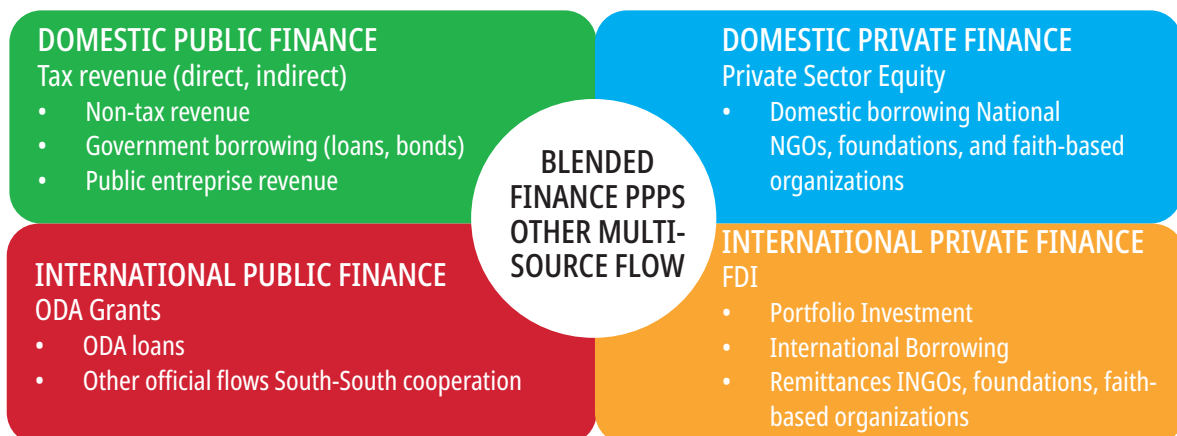 DOMESTIC PUBLIC FINANCE
Tax revenue (direct, indirect)
• Non-tax revenue
• Government borrowing (loans, bonds)
• Public entreprise revenue
DOMESTIC PRIVATE FINANCE
Private Sector Equity
• Domestic borrowing National
NGOs, foundations, and faith-based
organizations
BLENDED
FINANCE PPPS
OTHER MULTI-
SOURCE FLOW
INTERNATIONAL PUBLIC FINANCE
ODA Grants
• ODA loans
• Other official flows South-South cooperation
INTERNATIONAL PRIVATE FINANCE
FDI
• Portfolio Investment
• International Borrowing
• Remittances INGOs, foundations, faith-
based organizations